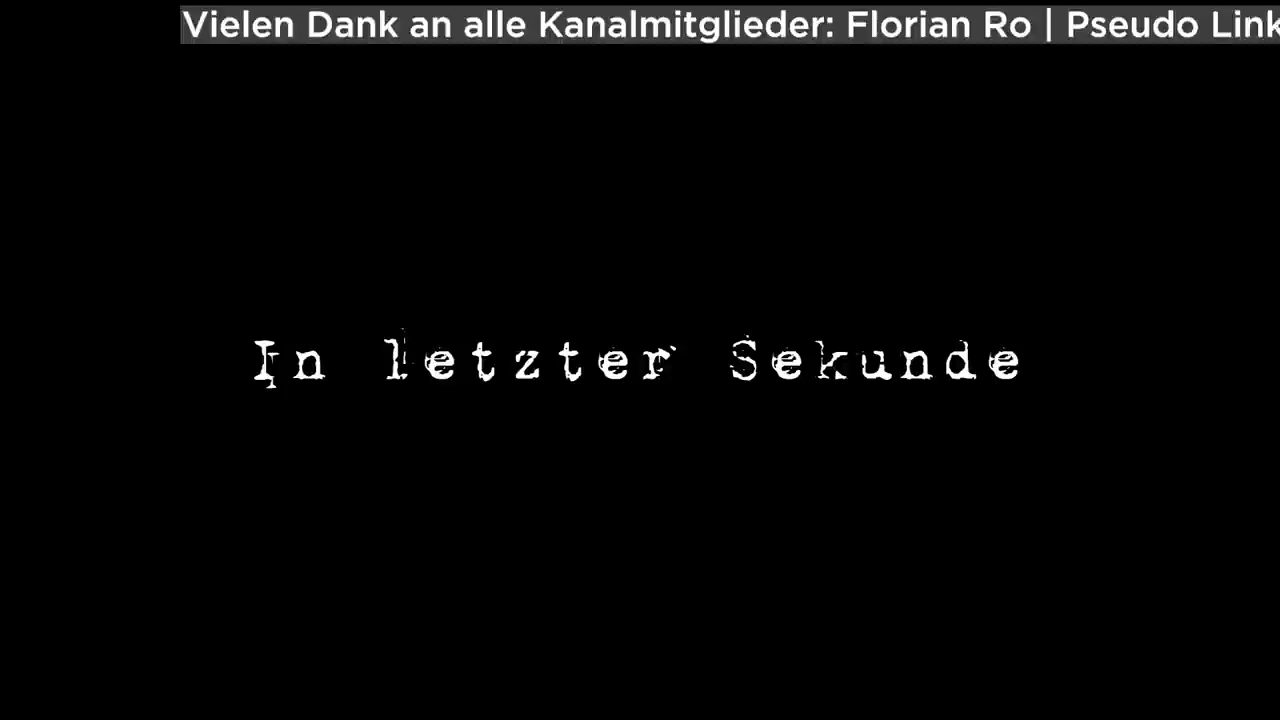 Vielen Dank an alle Kanalmitglieder: Florian Ro | Pseudo Link
In letzter Sekunde